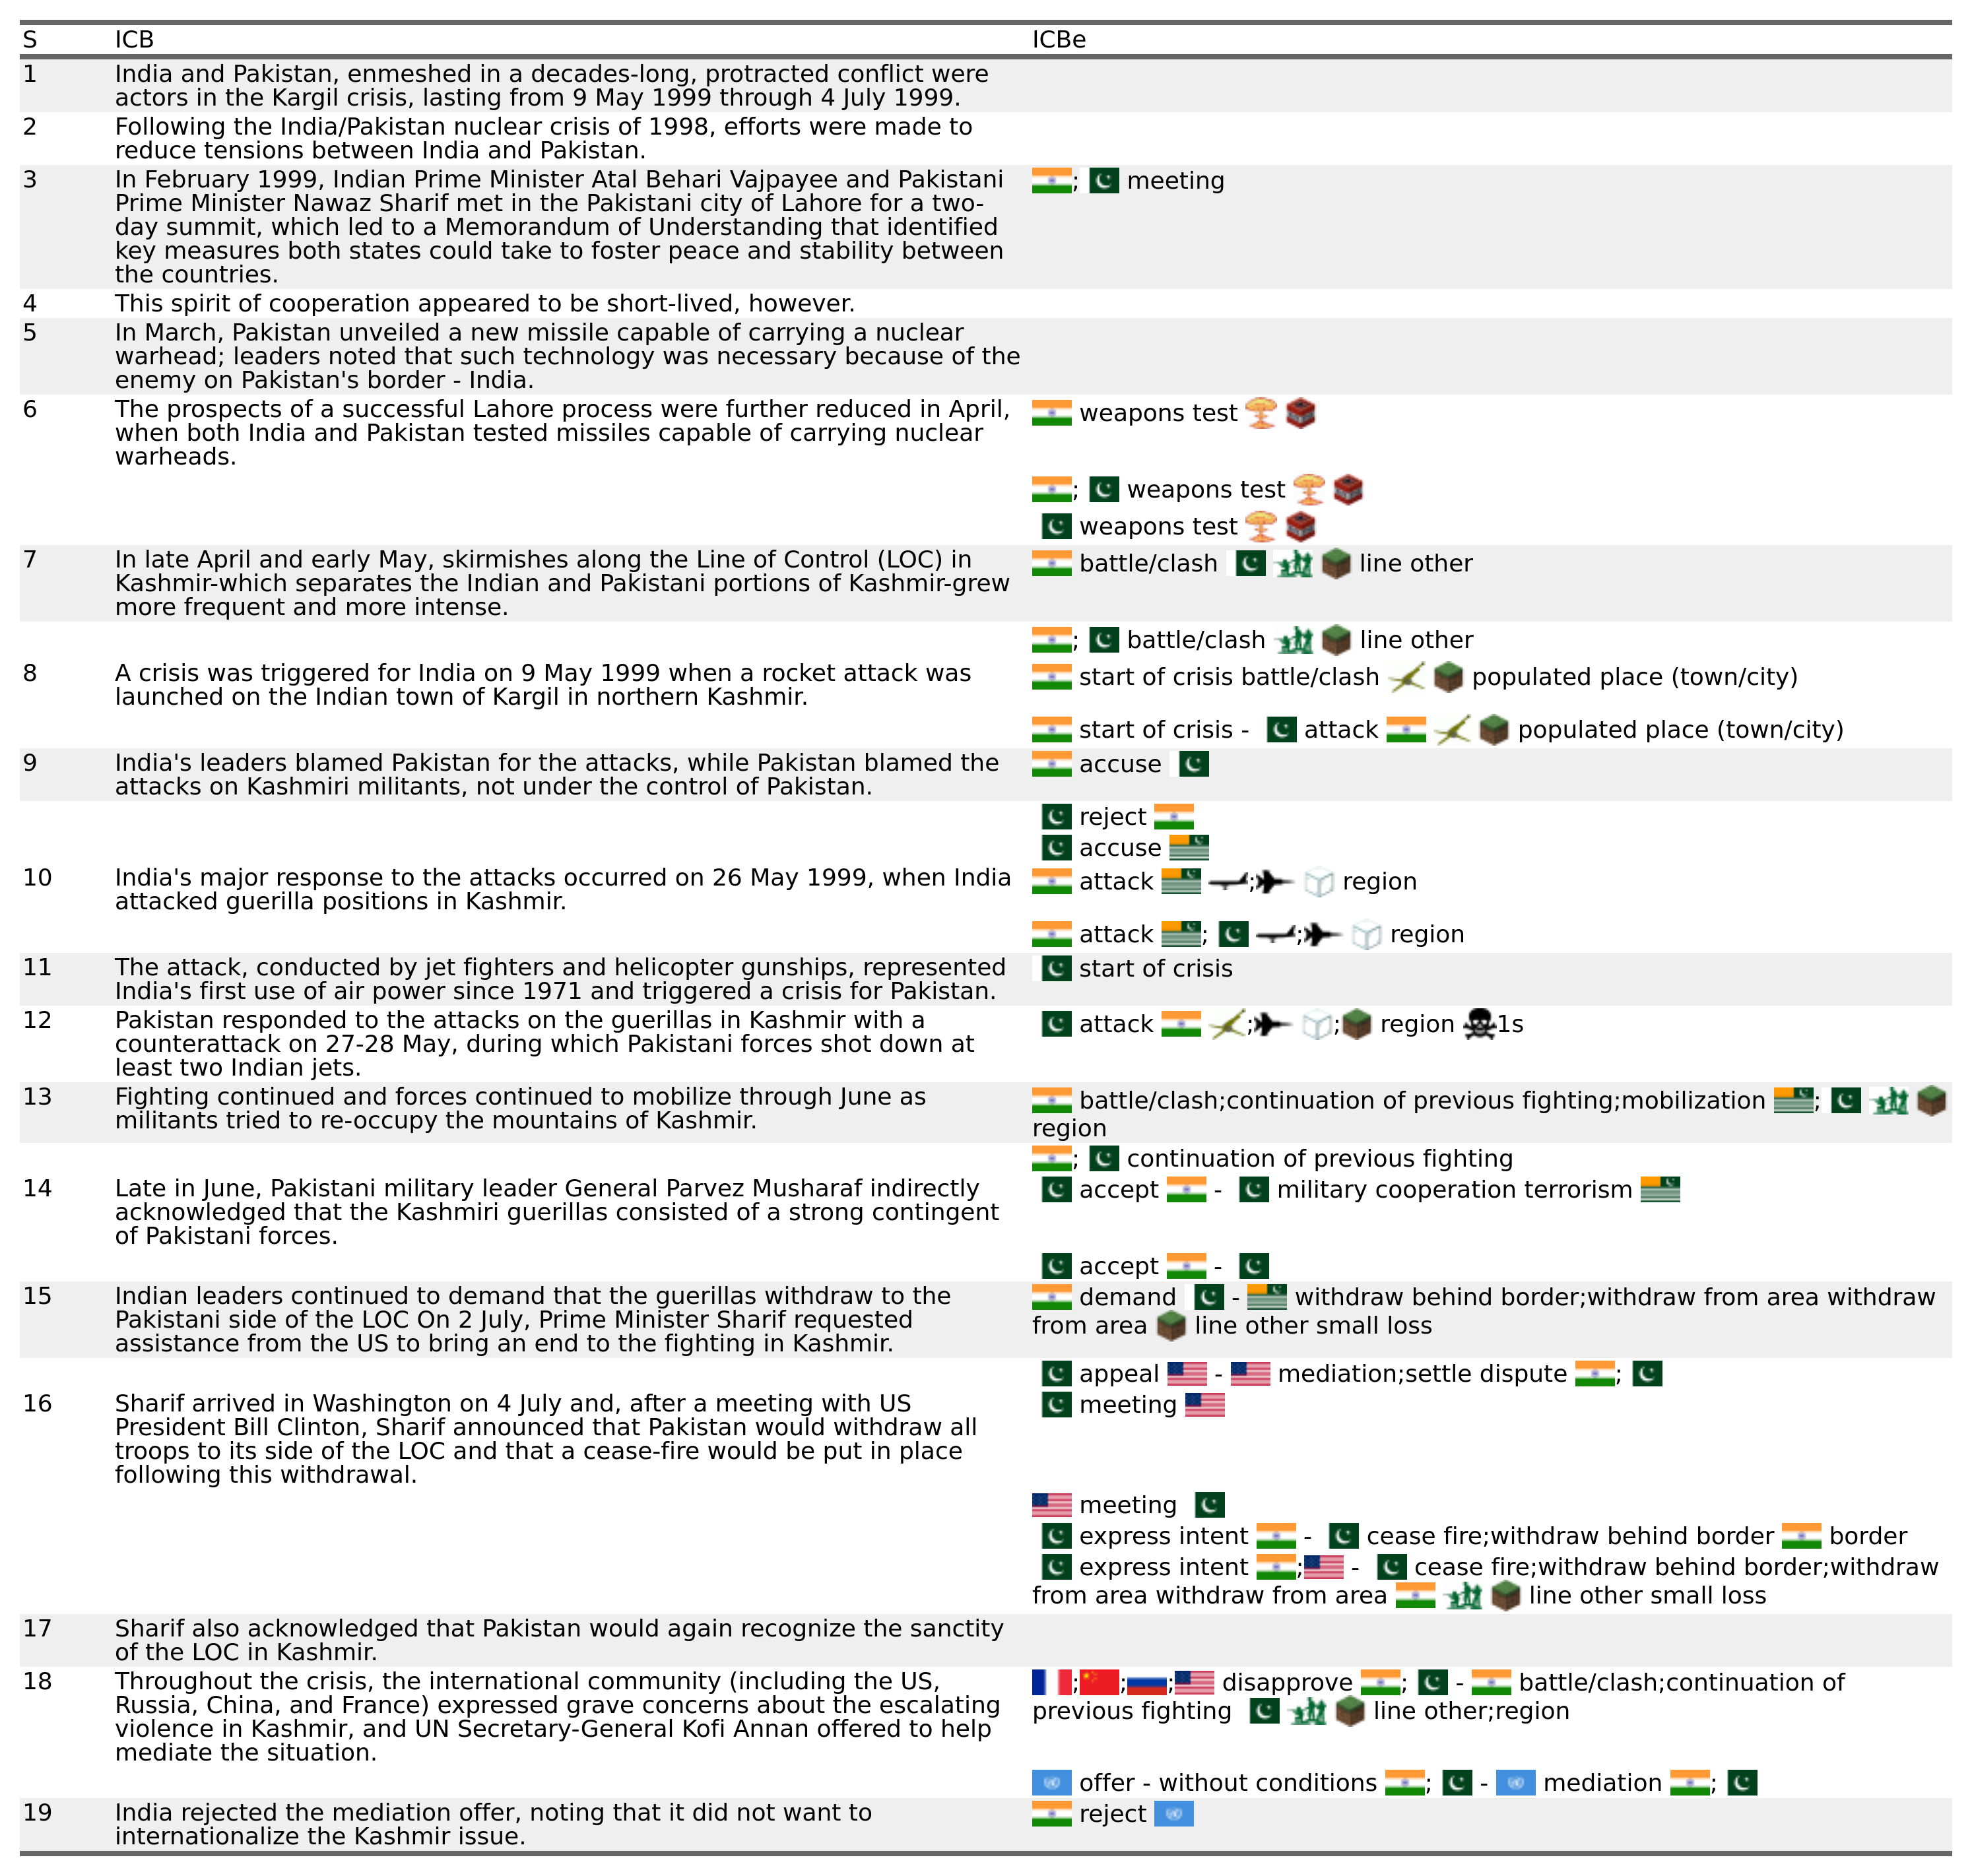 S ICB ICBe
1 India and Pakistan, enmeshed in a decades-long, protracted conflict were
actors in the Kargil crisis, lasting from 9 May 1999 through 4 July 1999.
2 Following the India/Pakistan nuclear crisis of 1998, efforts were made to
reduce tensions between India and Pakistan.
3 In February 1999, Indian Prime Minister Atal Behari Vajpayee and Pakistani ; meeting
Prime Minister Nawaz Sharif met in the Pakistani city of Lahore for a two-
day summit, which led to a Memorandum of Understanding that identified
key measures both states could take to foster peace and stability between
the countries.
4 This spirit of cooperation appeared to be short-lived, however.
5 In March, Pakistan unveiled a new missile capable of carrying a nuclear
warhead; leaders noted that such technology was necessary because of the
enemy on Pakistan's border - India.
6 The prospects of a successful Lahore process were further reduced in April, weapons test
when both India and Pakistan tested missiles capable of carrying nuclear
warheads.
; weapons test
weapons test
7 In late April and early May, skirmishes along the Line of Control (LOC) in battle/clash line other
Kashmir-which separates the Indian and Pakistani portions of Kashmir-grew
more frequent and more intense.
; battle/clash line other
8 A crisis was triggered for India on 9 May 1999 when a rocket attack was start of crisis battle/clash populated place (town/city)
launched on the Indian town of Kargil in northern Kashmir.
start of crisis - attack populated place (town/city)
9 India's leaders blamed Pakistan for the attacks, while Pakistan blamed the accuse
attacks on Kashmiri militants, not under the control of Pakistan.
reject
accuse
10 India's major response to the attacks occurred on 26 May 1999, when India attack ; region
attacked guerilla positions in Kashmir.
attack ; ; region
11 The attack, conducted by jet fighters and helicopter gunships, represented start of crisis
India's first use of air power since 1971 and triggered a crisis for Pakistan.
12 Pakistan responded to the attacks on the guerillas in Kashmir with a attack ; ; region 1s
counterattack on 27-28 May, during which Pakistani forces shot down at
least two Indian jets.
13 Fighting continued and forces continued to mobilize through June as battle/clash;continuation of previous fighting;mobilization ;
militants tried to re-occupy the mountains of Kashmir. region
; continuation of previous fighting
14 Late in June, Pakistani military leader General Parvez Musharaf indirectly accept - military cooperation terrorism
acknowledged that the Kashmiri guerillas consisted of a strong contingent
of Pakistani forces.
accept -
15 Indian leaders continued to demand that the guerillas withdraw to the demand - withdraw behind border;withdraw from area withdraw
Pakistani side of the LOC On 2 July, Prime Minister Sharif requested from area line other small loss
assistance from the US to bring an end to the fighting in Kashmir.
appeal - mediation;settle dispute ;
16 Sharif arrived in Washington on 4 July and, after a meeting with US meeting
President Bill Clinton, Sharif announced that Pakistan would withdraw all
troops to its side of the LOC and that a cease-fire would be put in place
following this withdrawal.
meeting
express intent - cease fire;withdraw behind border border
express intent ; - cease fire;withdraw behind border;withdraw
from area withdraw from area line other small loss
17 Sharif also acknowledged that Pakistan would again recognize the sanctity
of the LOC in Kashmir.
18 Throughout the crisis, the international community (including the US, ; ; ; disapprove ; - battle/clash;continuation of
Russia, China, and France) expressed grave concerns about the escalating previous fighting line other;region
violence in Kashmir, and UN Secretary-General Kofi Annan offered to help
mediate the situation.
offer - without conditions ; - mediation ;
19 India rejected the mediation offer, noting that it did not want to reject
internationalize the Kashmir issue.